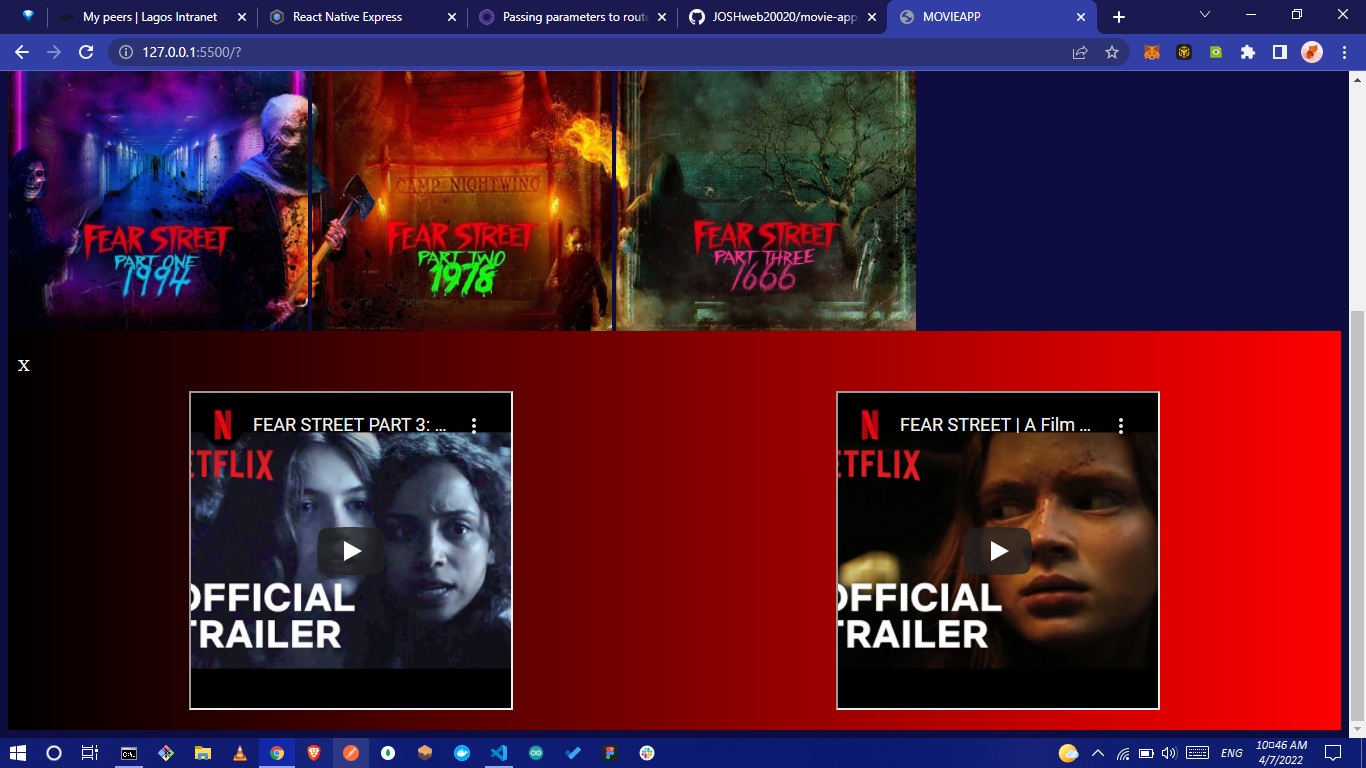 My peers | Lagos Intranet
React Native Express
Passing parameters to route
JOSHweb20020/movie-app:
MOVIEAPP
127.0.0.1:5500/?
FEAR STREET
PART ONE
1994
CAMP NIGHTWING
FEAR STREET
PART TWO
1978
FEAR STREET
PART THREE
1666
x
N
FEAR STREET PART 3: ...
ETFLIX
OFFICIAL
TRAILER
N
FEAR STREET | A Film ...
ETFLIX
OFFICIAL
TRAILER
ENG
10:46 AM
4/7/2022